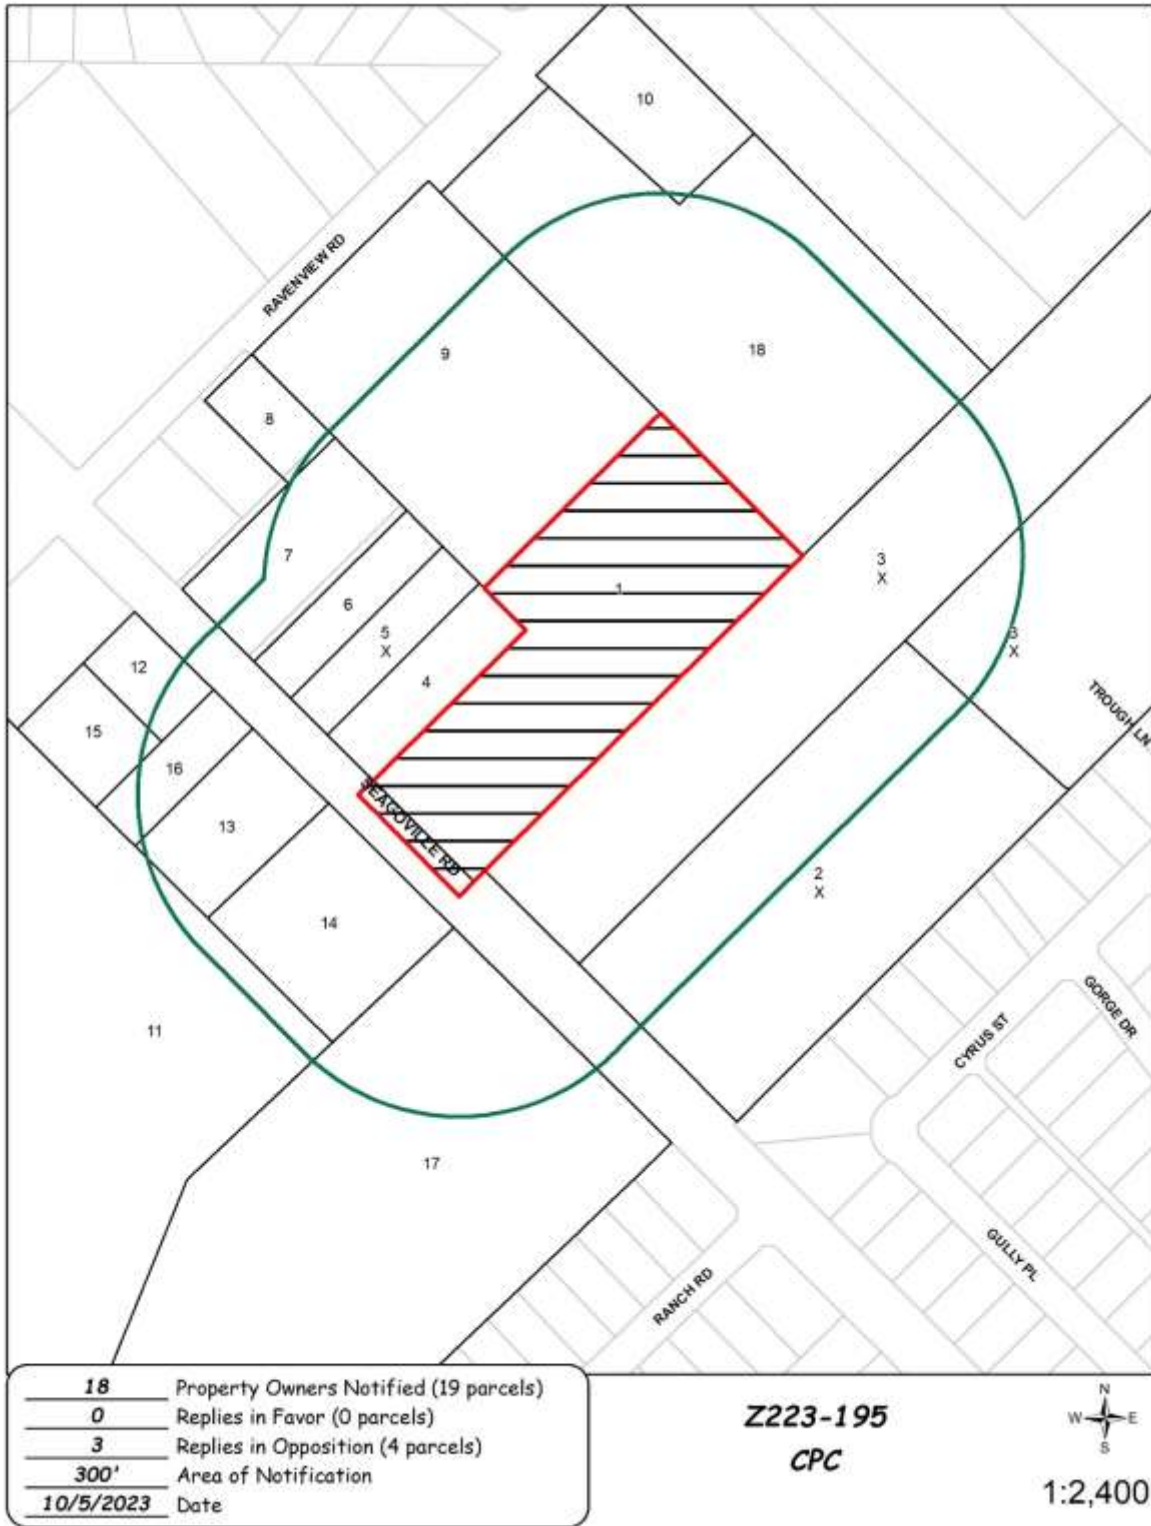 10
RAVENVIEW RD
9
18
8
7
3
X
1
6
5
X
3
X
4
12
TROUGH LN
15
16
SEAGOVILLE RD
13
2
X
14
GORGE DR
11
CYRUS ST
17
GULLY PL
RANCH RD
18 Property Owners Notified (19 parcels)
0 Replies in Favor (0 parcels)
3 Replies in Opposition (4 parcels)
300' Area of Notification
10/5/2023 Date
Z223-195
CPC
N
W E
S
1:2,400